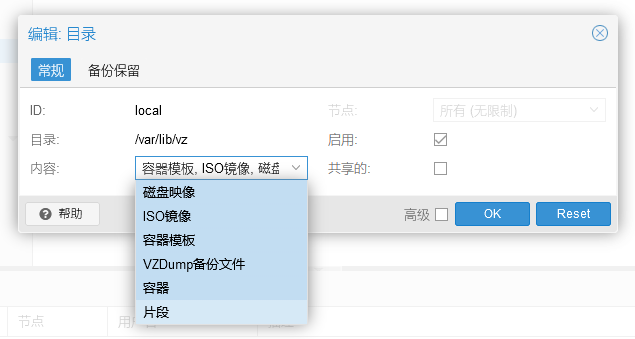 编辑: 目录
常规 备份保留
ID: local 节点: 所有 (无限制)
目录: /var/lib/vz 启用:
内容: 容器模板, ISO镜像, 磁盘 共享的:
磁盘映像
ISO镜像
容器模板
VZDump备份文件
容器
片段
帮助 高级 OK Reset
节点